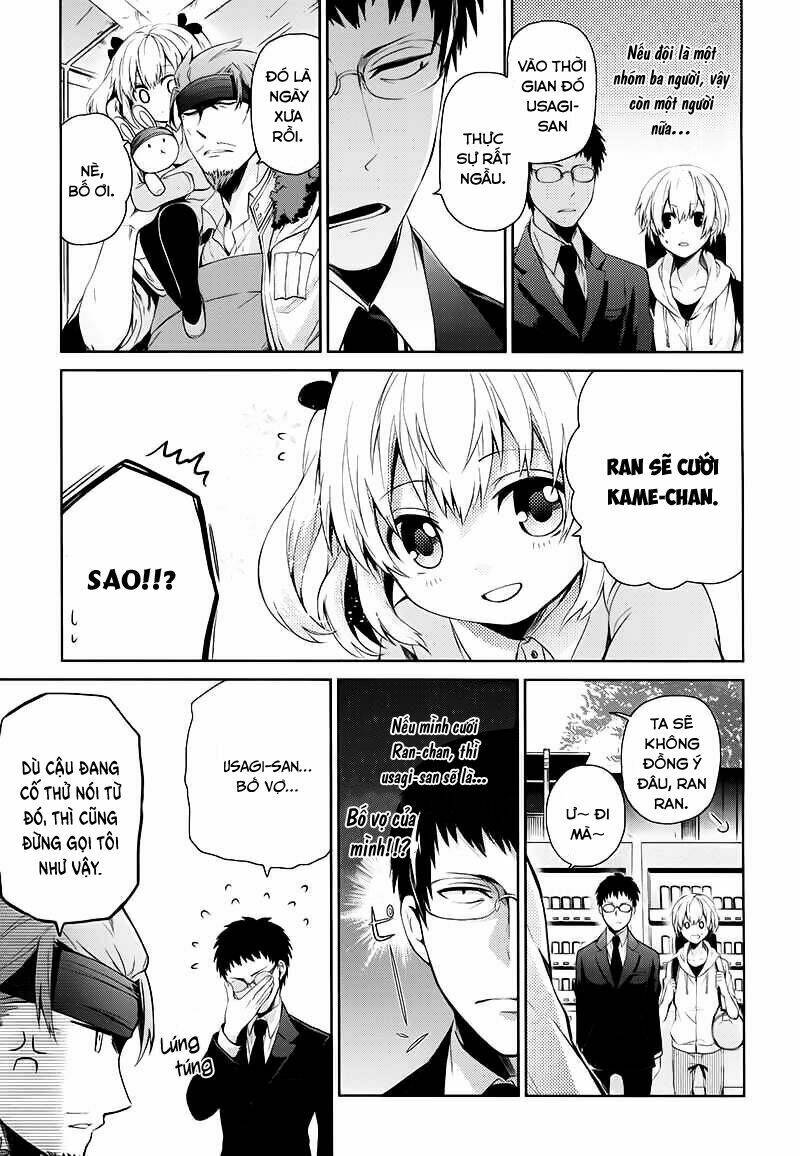 Nếu đội là một
nhóm ba người, vậy
còn một người
nữa...
VÀO THỜI
GIAN ĐÓ
USAGI-
SAN
THỰC
SỰ RẤT
NGẦU.
ĐÓ LÀ
NGÀY
XƯA
RỒI.
NÈ,
BỐ ƠI.
RAN SẼ CƯỚI
KAME-CHAN.
SAO!!?
TA SẼ
KHÔNG
ĐỒNG Ý
ĐÂU, RAN
RAN.
Ư~ ĐI
MÀ~
Nếu mình cưới
Ran-chan, thì
usagi-san sẽ là...
Bố vợ của
mình!!?
ピ
USAGI-SAN...
BỐ VỢ...
Lúng
túng
DÙ CẬU ĐANG
CỐ THỬ NÓI TỪ
ĐÓ, THÌ CŨNG
ĐỪNG GỌI TÔI
NHƯ VẬY.